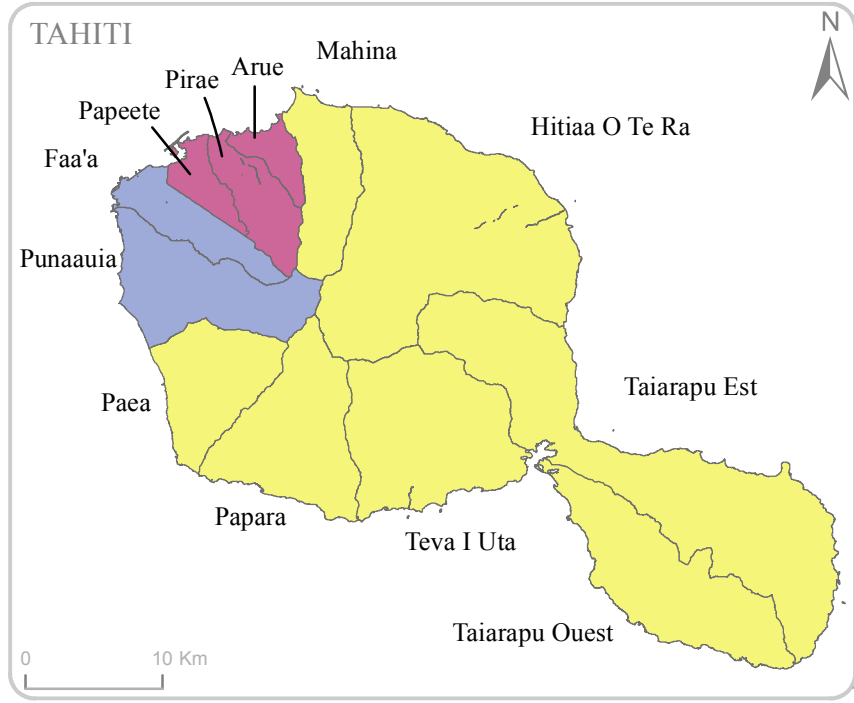 TAHITI
N
Mahina
Arue
Pirae
Papeete
Hitiaa O Te Ra
Faa'a
Punaauia
Taiarapu Est
Paea
Papara
Teva I Uta
Taiarapu Ouest
0 10 Km